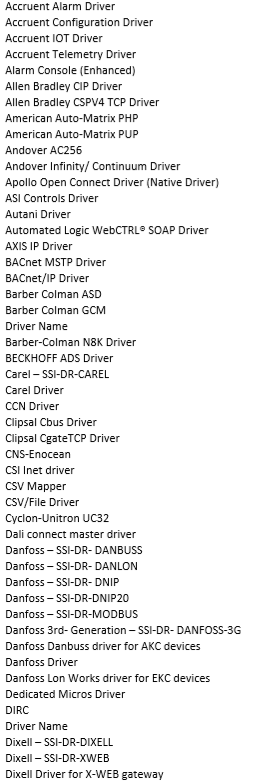 Accruent Alarm Driver
Accruent Configuration Driver
Accruent IOT Driver
Accruent Telemetry Driver
Alarm Console (Enhanced)
Allen Bradley CIP Driver
Allen Bradley CSPV4 TCP Driver
American Auto-Matrix PHP
American Auto-Matrix PUP
Andover AC256
Andover Infinity/ Continuum Driver
Apollo Open Connect Driver (Native Driver)
ASI Controls Driver
Autani Driver
Automated Logic WebCTRL® SOAP Driver
AXIS IP Driver
BACnet MSTP Driver
BACnet/IP Driver
Barber Colman ASD
Barber Colman GCM
Driver Name
Barber-Colman N8K Driver
BECKHOFF ADS Driver
Carel – SSI-DR-CAREL
Carel Driver
CCN Driver
Clipsal Cbus Driver
Clipsal CgateTCP Driver
CNS-Enocean
CSI Inet driver
CSV Mapper
CSV/File Driver
Cyclon-Unitron UC32
Dali connect master driver
Danfoss – SSI-DR- DANBUSS
Danfoss – SSI-DR- DANLON
Danfoss – SSI-DR- DNIP
Danfoss – SSI-DR-DNIP20
Danfoss – SSI-DR-MODBUS
Danfoss 3rd- Generation – SSI-DR- DANFOSS-3G
Danfoss Danbuss driver for AKC devices
Danfoss Driver
Danfoss Lon Works driver for EKC devices
Dedicated Micros Driver
DIRC
Driver Name
Dixell – SSI-DR-DIXELL
Dixell – SSI-DR-XWEB
Dixell Driver for X-WEB gateway